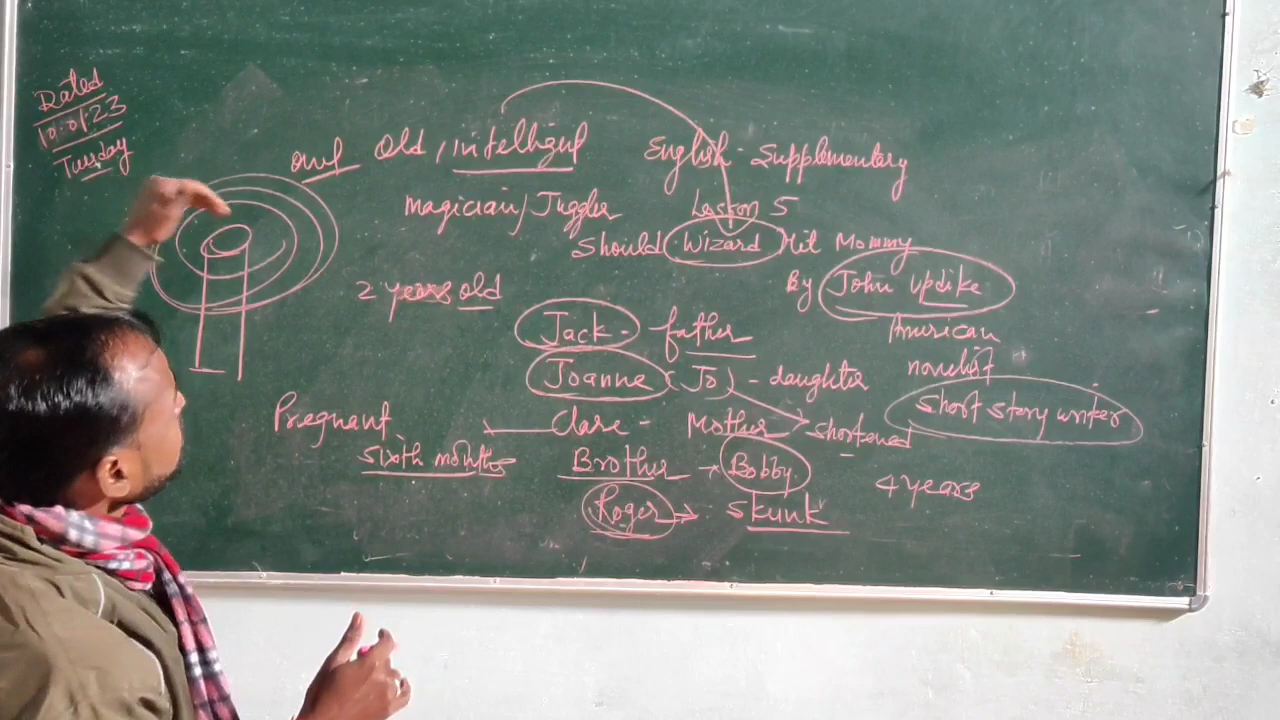 Dated
10.01.23
Tuesday
owl Old, intelligent English Supplementary
magician/Juggler Lesson 5
Should Wizard Hit Mommy
2 years old By John Updike
Jack - father American
Joanne (Jo) - daughter novelist
Pregnant Clare - Mother shortened short story writer
sixth months Brother → Bobby 4 years
Roger → skunk